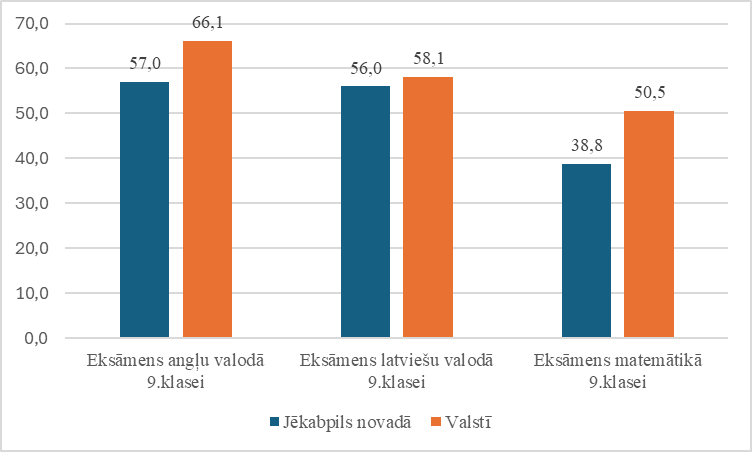 70,0
60,0
50,0
40,0
30,0
20,0
10,0
0,0
57,0
66,1
56,0
58,1
38,8
50,5
Eksāmens angļu valodā
9.klasei
Eksāmens latviešu valodā
9.klasei
Eksāmens matemātikā
9.klasei
Jēkabpils novadā
Valstī